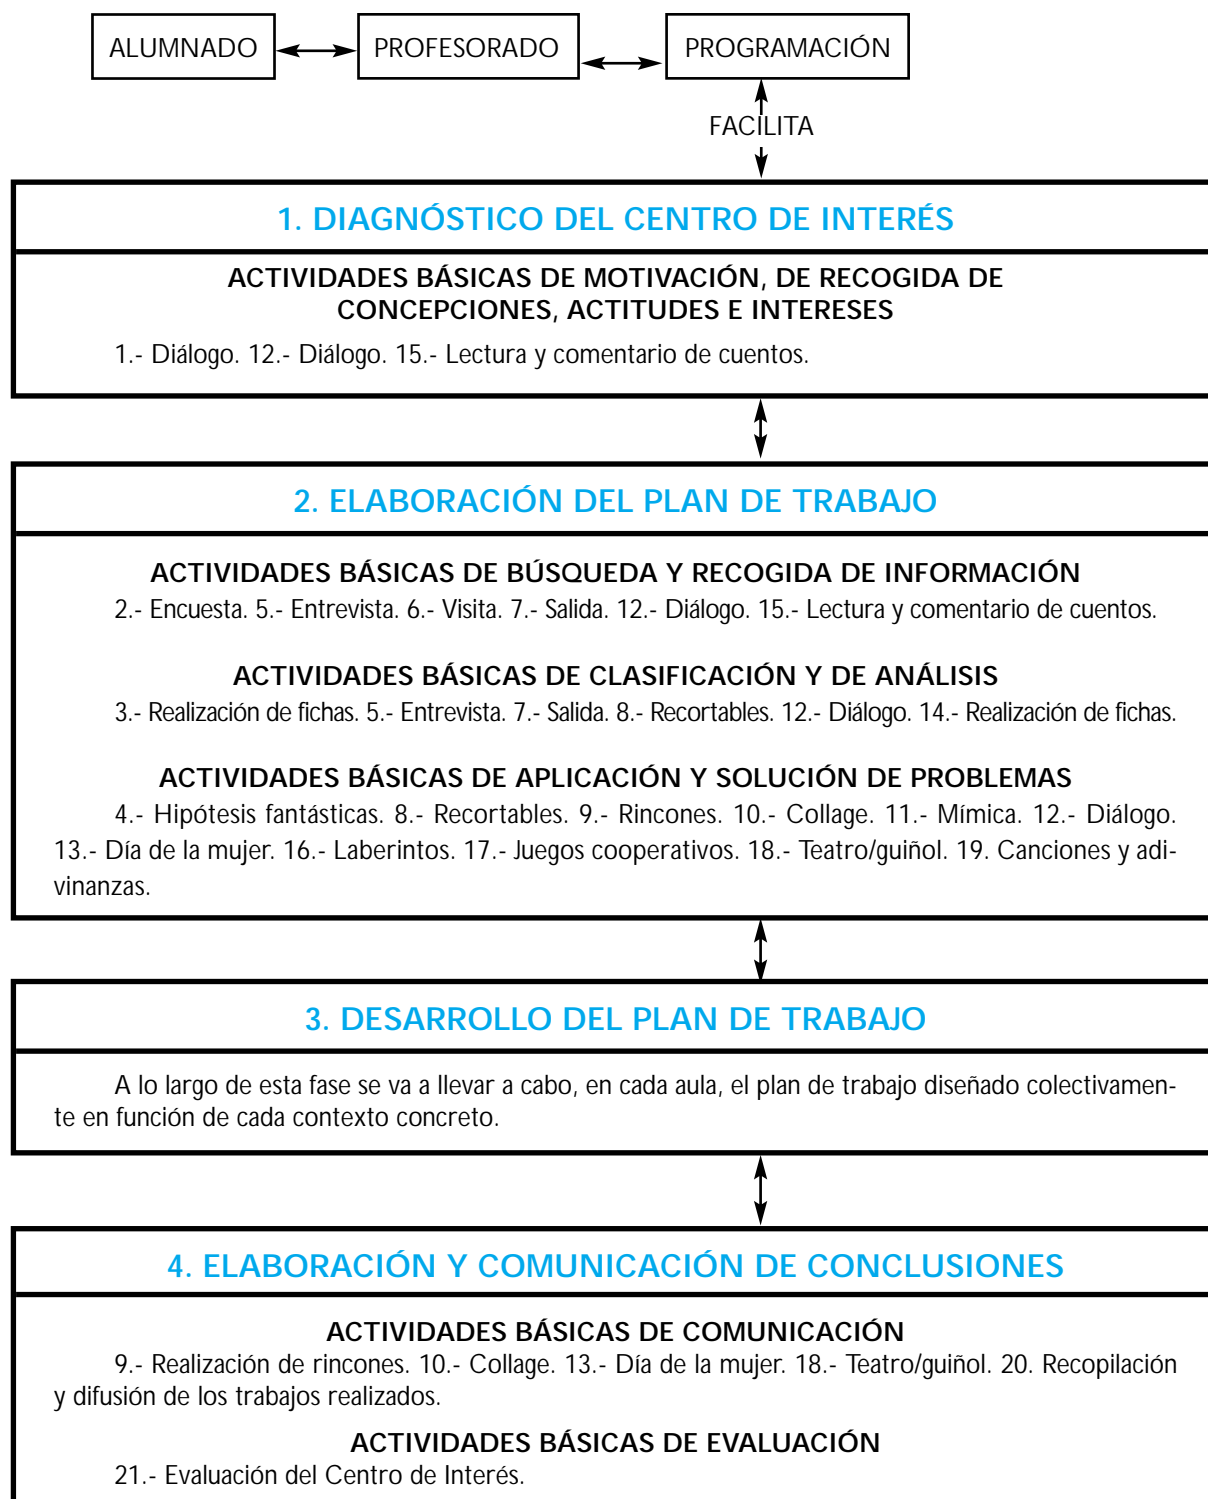 ALUMNADO PROFESORADO PROGRAMACIÓN
FACILITA
1. DIAGNÓSTICO DEL CENTRO DE INTERÉS
ACTIVIDADES BÁSICAS DE MOTIVACIÓN, DE RECOGIDA DE
CONCEPCIONES, ACTITUDES E INTERESES
1.- Diálogo. 12.- Diálogo. 15.- Lectura y comentario de cuentos.
2. ELABORACIÓN DEL PLAN DE TRABAJO
ACTIVIDADES BÁSICAS DE BÚSQUEDA Y RECOGIDA DE INFORMACIÓN
2.- Encuesta. 5.- Entrevista. 6.- Visita. 7.- Salida. 12.- Diálogo. 15.- Lectura y comentario de cuentos.
ACTIVIDADES BÁSICAS DE CLASIFICACIÓN Y DE ANÁLISIS
3.- Realización de fichas. 5.- Entrevista. 7.- Salida. 8.- Recortables. 12.- Diálogo. 14.- Realización de fichas.
ACTIVIDADES BÁSICAS DE APLICACIÓN Y SOLUCIÓN DE PROBLEMAS
4.- Hipótesis fantásticas. 8.- Recortables. 9.- Rincones. 10.- Collage. 11.- Mímica. 12.- Diálogo.
13.- Día de la mujer. 16.- Laberintos. 17.- Juegos cooperativos. 18.- Teatro/guiñol. 19. Canciones y adi-
vinanzas.
3. DESARROLLO DEL PLAN DE TRABAJO
A lo largo de esta fase se va a llevar a cabo, en cada aula, el plan de trabajo diseñado colectivamen-
te en función de cada contexto concreto.
4. ELABORACIÓN Y COMUNICACIÓN DE CONCLUSIONES
ACTIVIDADES BÁSICAS DE COMUNICACIÓN
9.- Realización de rincones. 10.- Collage. 13.- Día de la mujer. 18.- Teatro/guiñol. 20. Recopilación
y difusión de los trabajos realizados.
ACTIVIDADES BÁSICAS DE EVALUACIÓN
21.- Evaluación del Centro de Interés.